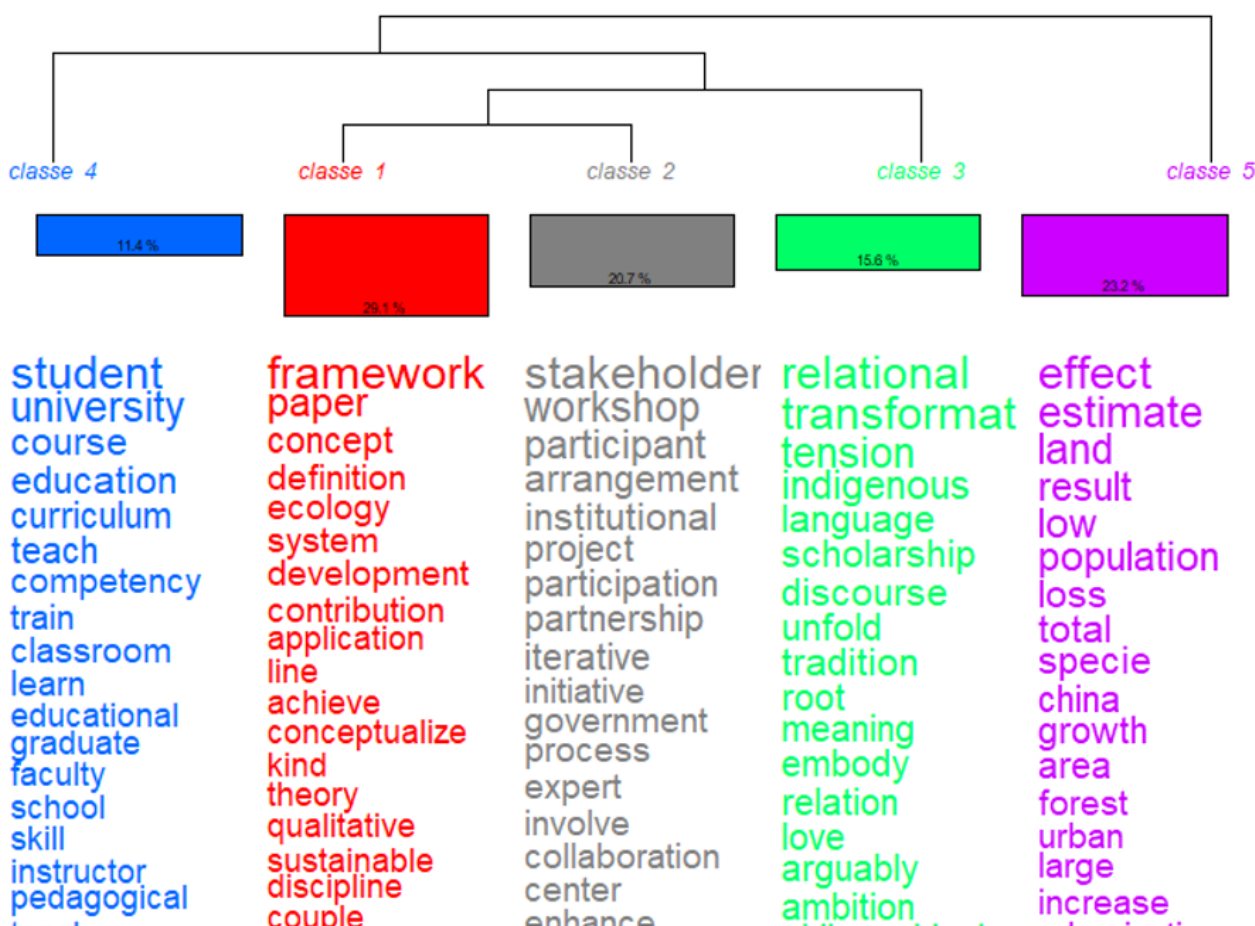 classe 4
classe 1
classe 2
classe 3
classe 5
11.4 %
29.1 %
20.7 %
15.6 %
23.2 %
student
university
course
education
curriculum
teach
competency
train
classroom
learn
educational
graduate
faculty
school
skill
instructor
pedagogical
framework
paper
concept
definition
ecology
system
development
contribution
application
line
achieve
conceptualize
kind
theory
qualitative
sustainable
discipline
couple
stakeholder
workshop
participant
arrangement
institutional
project
participation
partnership
iterative
initiative
government
process
expert
involve
collaboration
center
enhance
relational
transformat
tension
indigenous
language
scholarship
discourse
unfold
tradition
root
meaning
embody
relation
love
arguably
ambition
effect
estimate
land
result
low
population
loss
total
specie
china
growth
area
forest
urban
large
increase